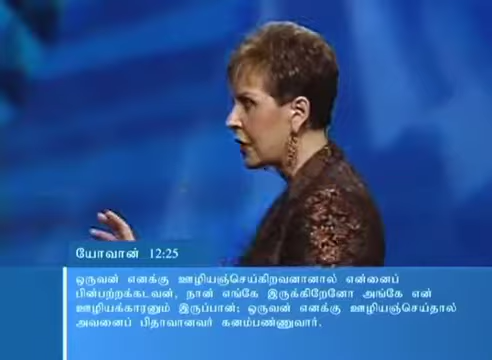 யோவான் 12:25
ஒருவன் எனக்கு ஊழியஞ்செய்கிறவனானால் என்னைப்
பின்பற்றக்கடவன், நான் எங்கே இருக்கிறேனோ அங்கே என்
ஊழியக்காரனும் இருப்பான்; ஒருவன் எனக்கு ஊழியஞ்செய்தால்
அவனைப் பிதாவானவர் கனம்பண்ணுவார்.